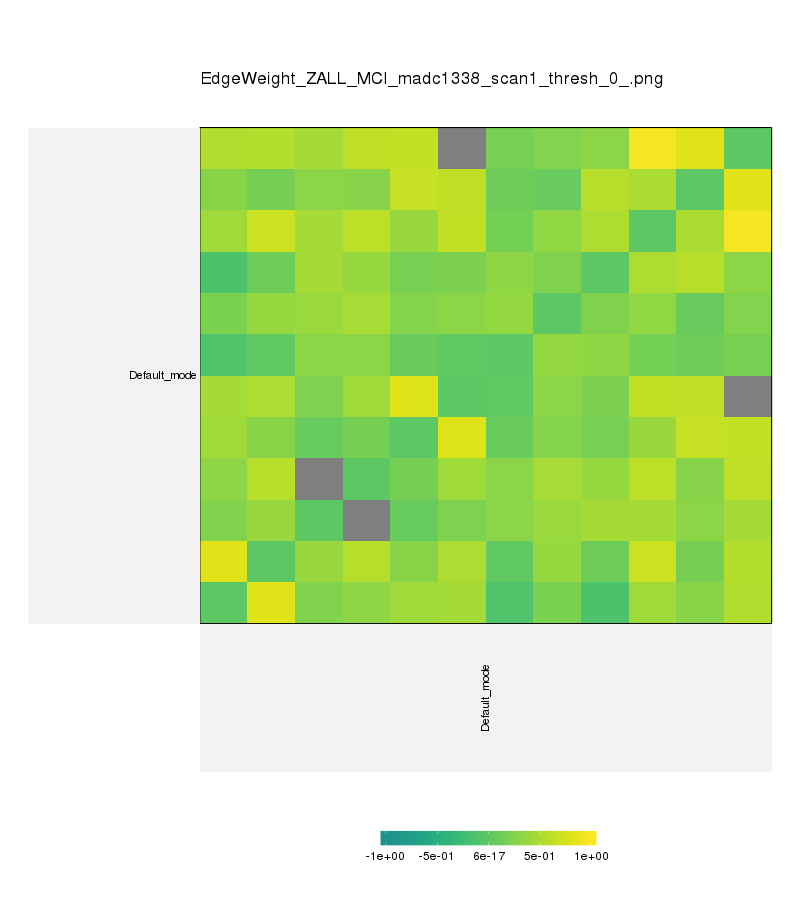 EdgeWeight_ZALL_MCI_madc1338_scan1_thresh_0_.png
Default_mode
Default_mode
-1e+00 -5e-01 6e-17 5e-01 1e+00